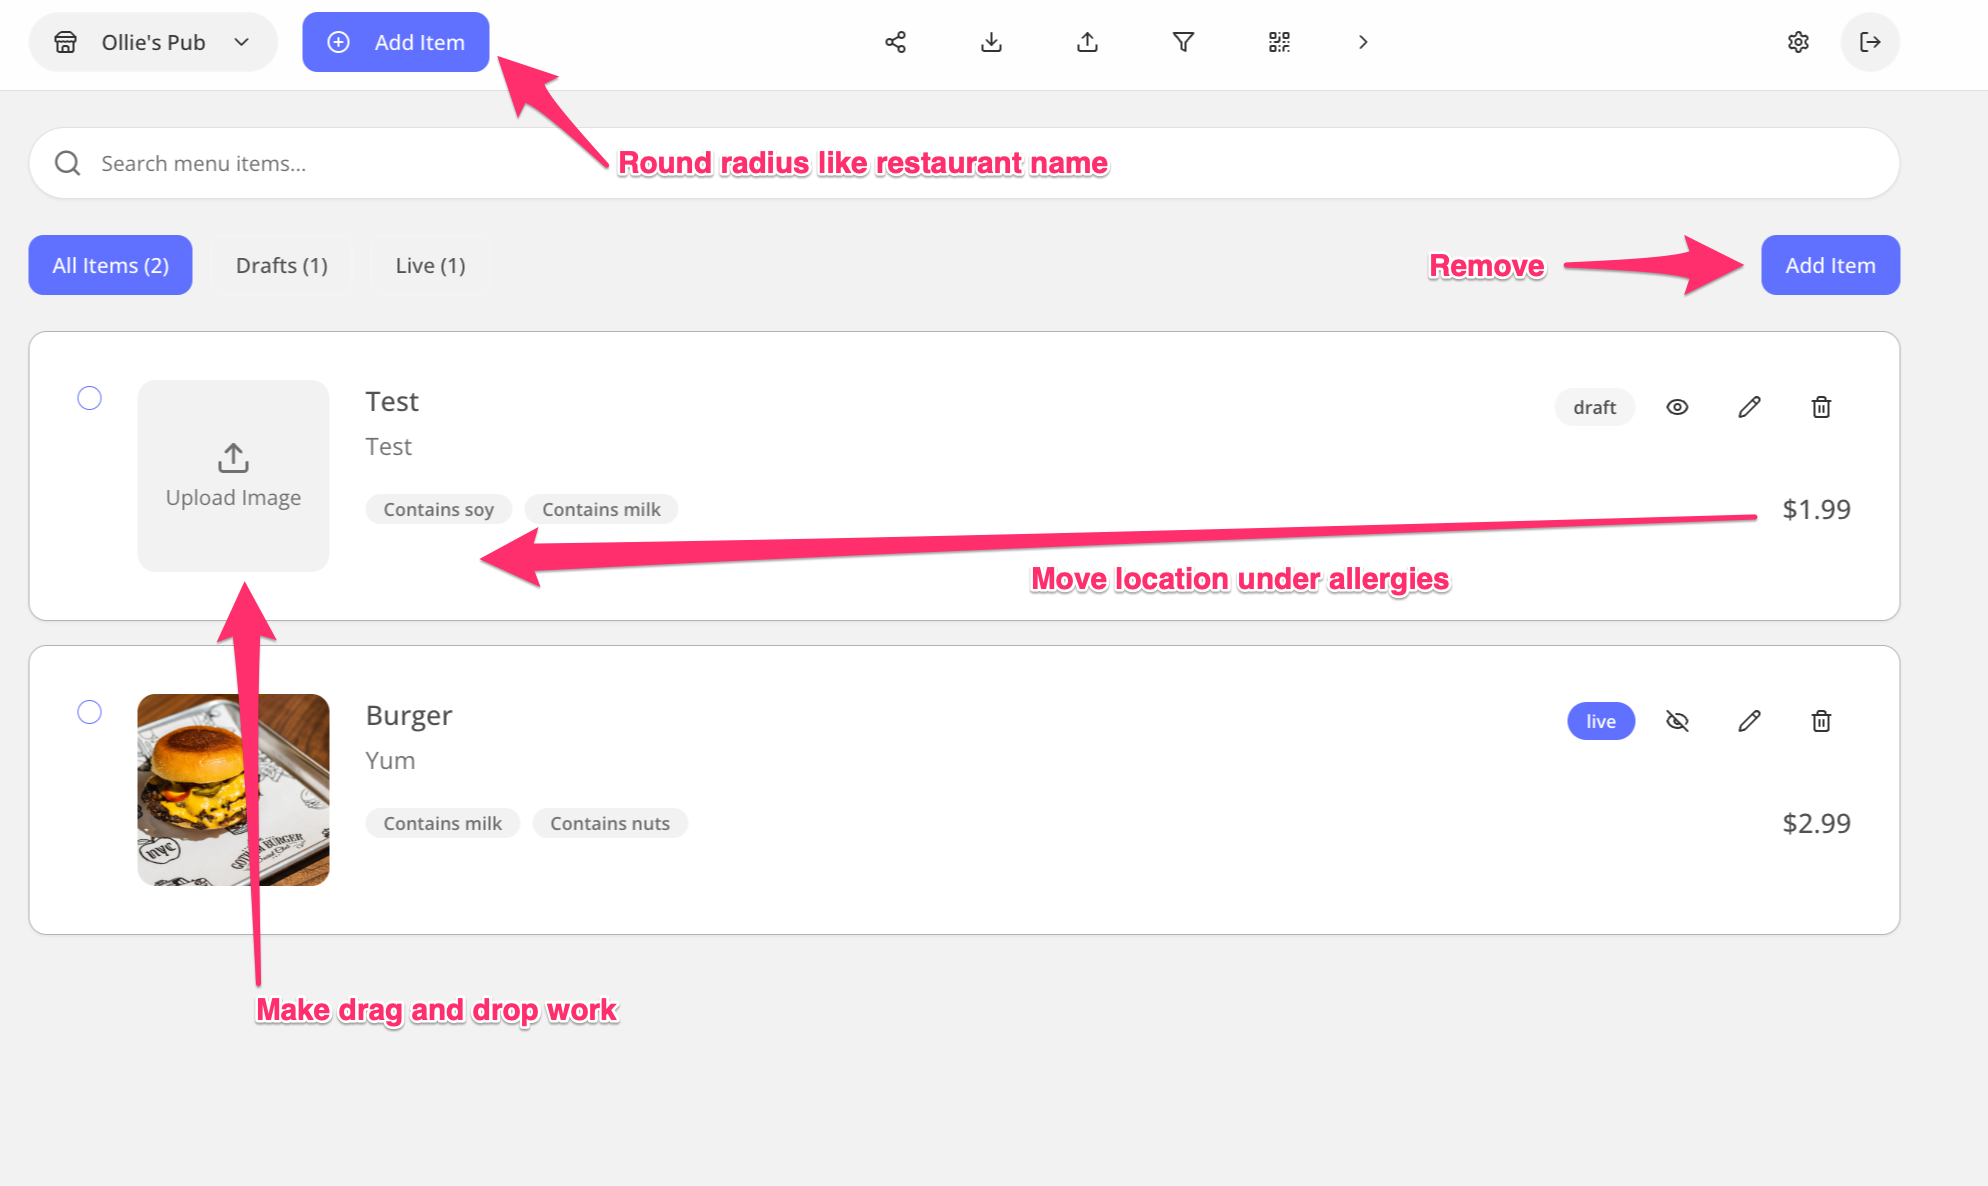 Ollie's Pub
Add Item
Round radius like restaurant name
Search menu items...
All Items (2)
Drafts (1)
Live (1)
Remove
Add Item
Test
draft
Test
Upload Image
Contains soy
Contains milk
$1.99
Move location under allergies
Burger
live
Yum
Contains milk
Contains nuts
$2.99
GOTHAM BURGER
Make drag and drop work